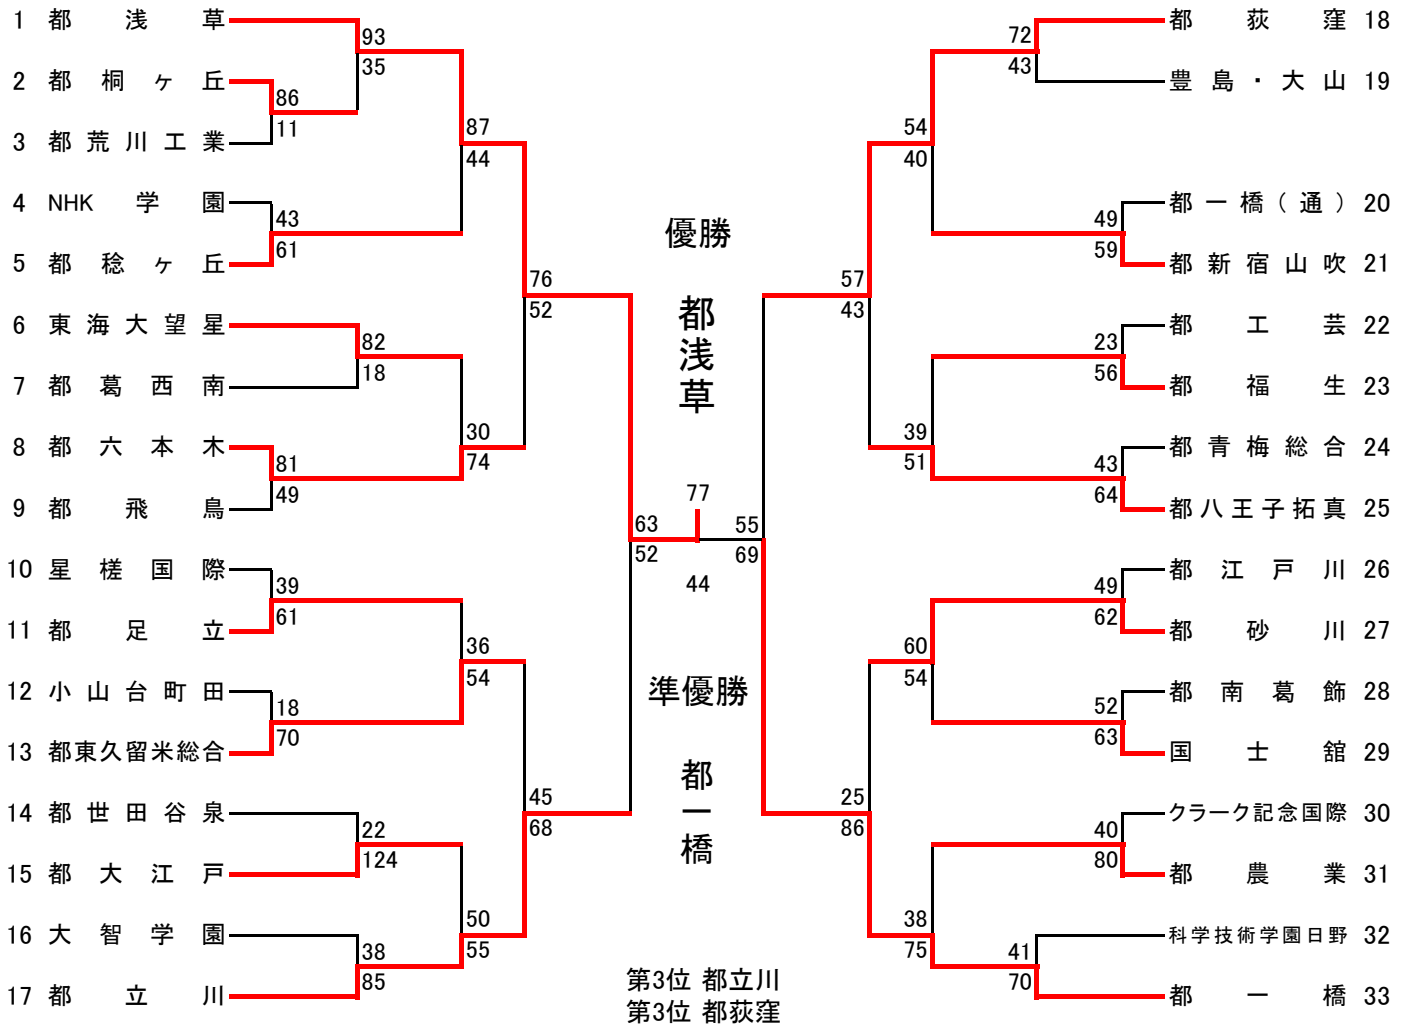 1 都浅草
2 都桐ヶ丘
3 都荒川工業
4 NHK学園
5 都稔ヶ丘
6 東海大望星
7 都葛西南
8 都六本木
9 都飛鳥
10 星槎国際
11 都足立
12 小山台町田
13 都東久留米総合
14 都世田谷泉
15 都大江戸
16 大智学園
17 都立川
93
35
86
11
87
44
43
61
76
52
82
18
30
74
81
49
63
52
39
61
36
54
18
70
45
68
22
124
50
55
38
85
優勝
都浅草
77
44
準優勝
都一橋
第3位 都立川
第3位 都荻窪
72
43
54
40
49
59
57
43
23
56
39
51
43
64
55
69
49
62
60
54
52
63
25
86
40
80
38
75
41
70
都荻窪 18
豊島・大山 19
都一橋(通) 20
都新宿山吹 21
都工芸 22
都福生 23
都青梅総合 24
都八王子拓真 25
都江戸川 26
都砂川 27
都南葛飾 28
国士舘 29
クラーク記念国際 30
都農業 31
科学技術学園日野 32
都一橋 33